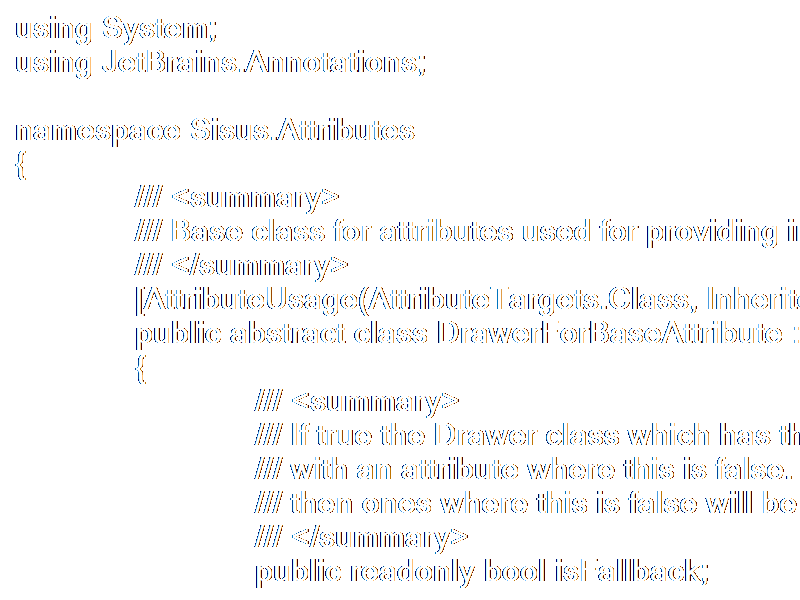 using System;
using JetBrains.Annotations;

namespace Sisus.Attributes
{
/// <summary>
/// Base class for attributes used for providing
/// </summary>
[AttributeUsage(AttributeTargets.Class,
public abstract class DrawerForBaseAttribute :
{
/// <summary>
/// If true the Drawer class which has
/// with an attribute where this is false.
/// then ones where this is false will be
/// </summary>
public readonly bool isFallback;